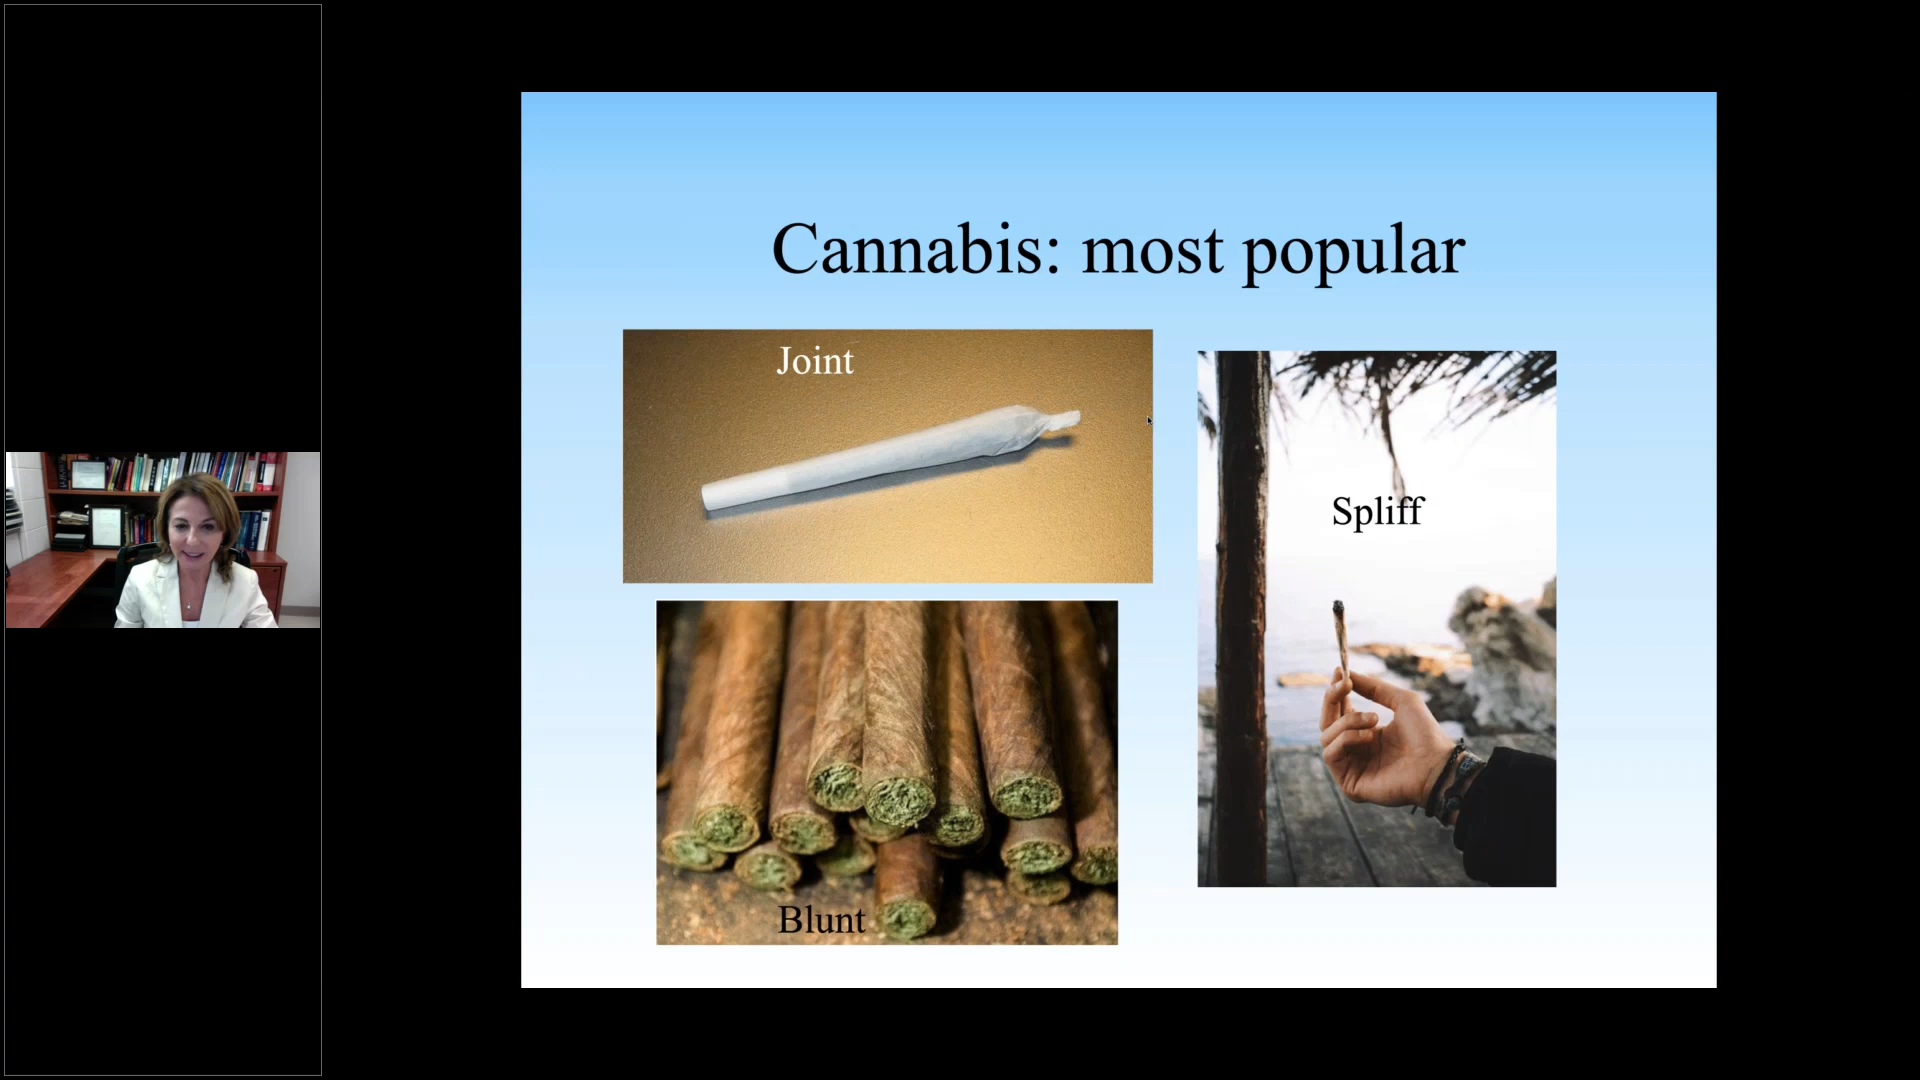 Cannabis: most popular
Joint
Spliff
Blunt